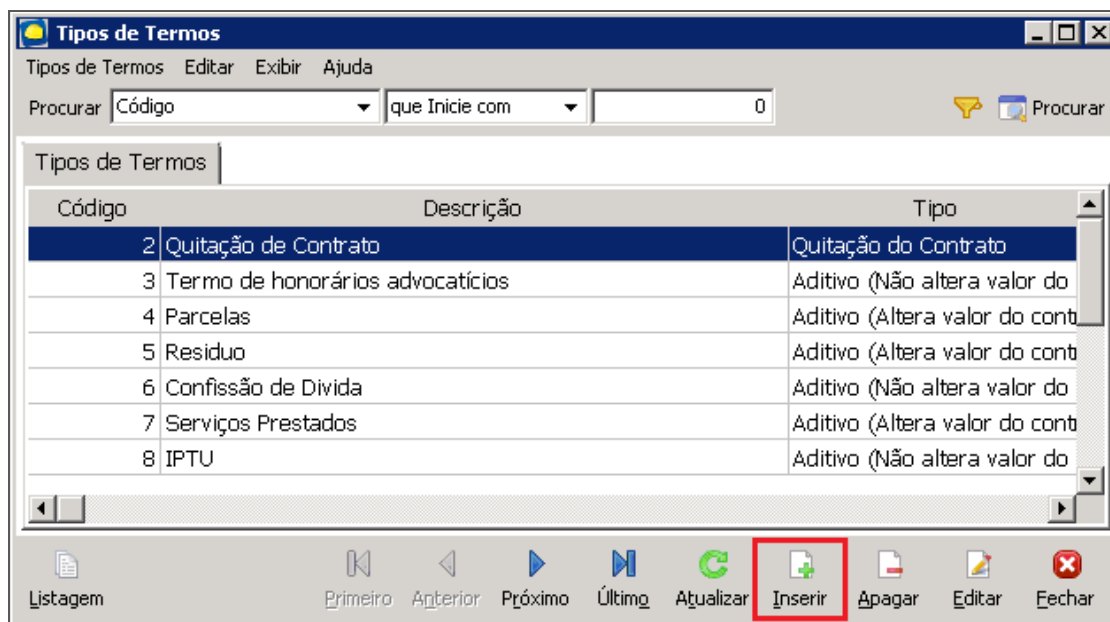 Tipos de Termos
Tipos de Termos Editar Exibir Ajuda
Procurar Código que Inicie com 0 Procurar
Tipos de Termos
Código Descrição Tipo
2 Quitação de Contrato Quitação do Contrato
3 Termo de honorários advocatícios Aditivo (Não altera valor do
4 Parcelas Aditivo (Altera valor do cont
5 Residuo Aditivo (Altera valor do cont
6 Confissão de Divida Aditivo (Não altera valor do
7 Serviços Prestados Aditivo (Altera valor do cont
8 IPTU Aditivo (Não altera valor do
Listagem Primeiro Anterior Próximo Último Atualizar Inserir Apagar Editar Fechar